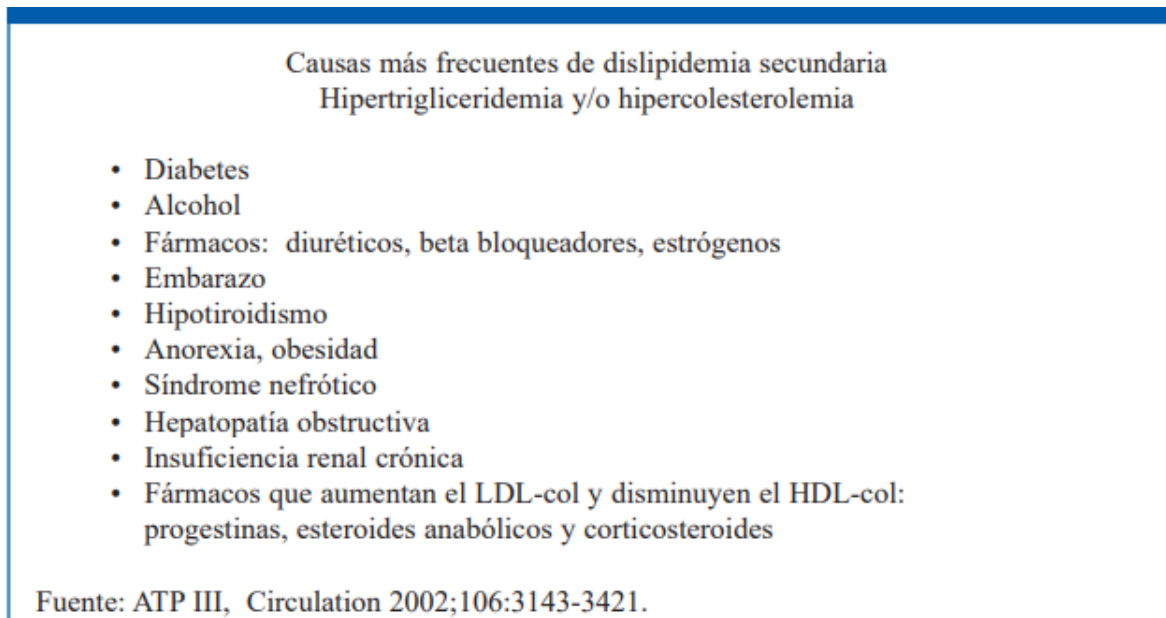 Causas más frecuentes de dislipidemia secundaria
Hipertrigliceridemia y/o hipercolesterolemia
• Diabetes
• Alcohol
• Fármacos: diuréticos, beta bloqueadores, estrógenos
• Embarazo
• Hipotiroidismo
• Anorexia, obesidad
• Síndrome nefrótico
• Hepatopatía obstructiva
• Insuficiencia renal crónica
• Fármacos que aumentan el LDL-col y disminuyen el HDL-col:
progestinas, esteroides anabólicos y corticosteroides
Fuente: ATP III, Circulation 2002;106:3143-3421.